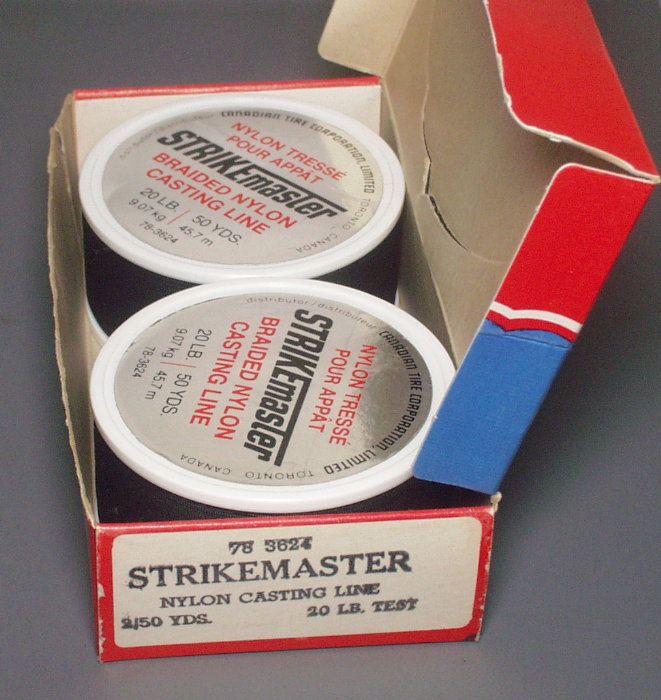 distributor / distributeur CANADIAN TIRE CORPORATION, LIMITED TORONTO CANADA
NYLON TRESSÉ
POUR APPÂT
STRIKEmaster
BRAIDED NYLON
CASTING LINE
20 LB. 50 YDS.
9.07 kg 45.7 m
78-3624
distributor / distributeur CANADIAN TIRE CORPORATION, LIMITED TORONTO CANADA
NYLON TRESSÉ
POUR APPÂT
STRIKEmaster
BRAIDED NYLON
CASTING LINE
20 LB. 50 YDS.
9.07 kg 45.7 m
78-3624
78 3624
STRIKEMASTER
NYLON CASTING LINE
2/50 YDS. 20 LB. TEST